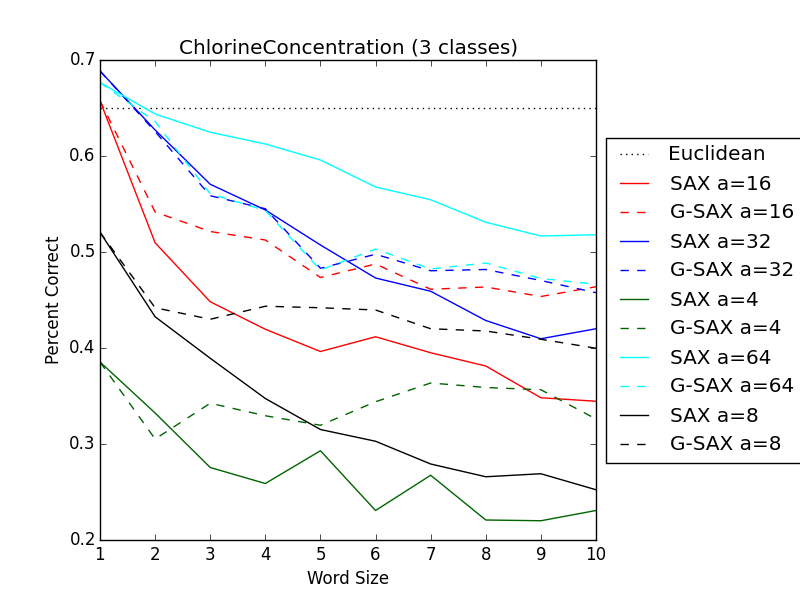 ChlorineConcentration (3 classes)
0.7
0.6
0.5
0.4
0.3
0.2
Percent Correct
1 2 3 4 5 6 7 8 9 10
Word Size
Euclidean
SAX a=16
G-SAX a=16
SAX a=32
G-SAX a=32
SAX a=4
G-SAX a=4
SAX a=64
G-SAX a=64
SAX a=8
G-SAX a=8